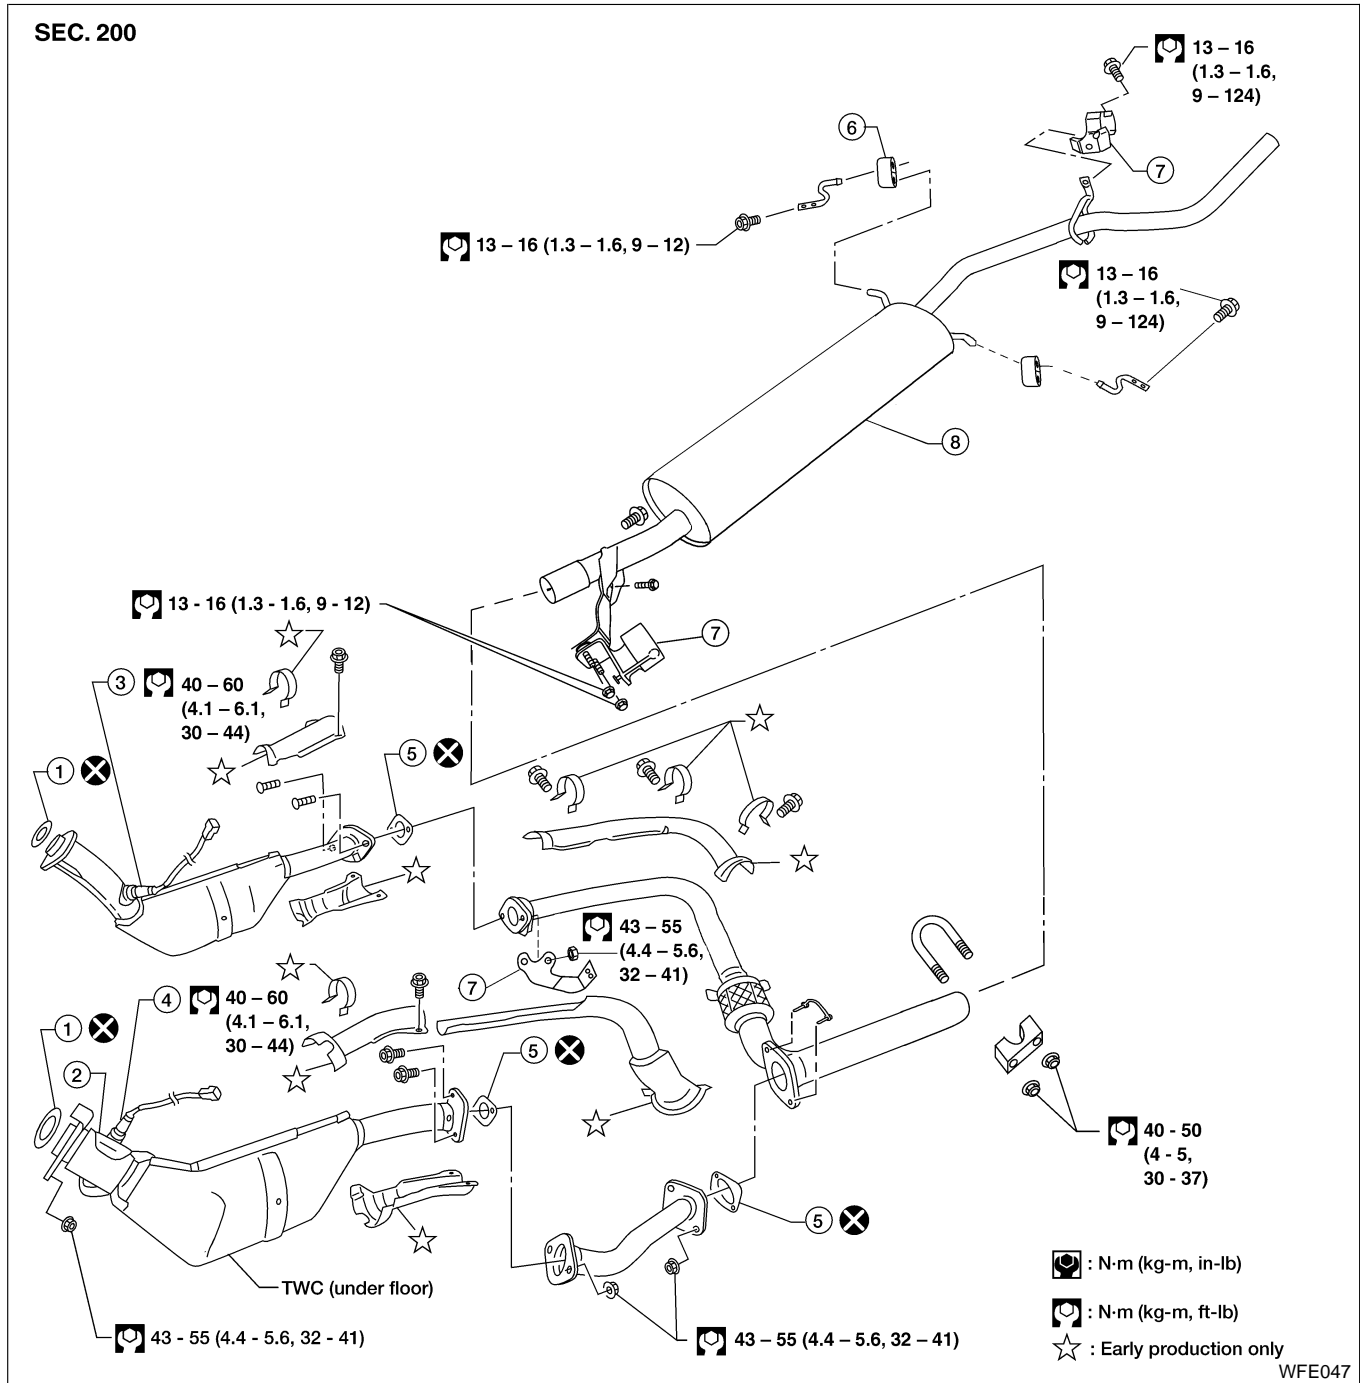 SEC. 200
13 – 16
(1.3 – 1.6,
9 – 124)
6
7
13 – 16 (1.3 – 1.6, 9 – 12)
13 – 16
(1.3 – 1.6,
9 – 124)
8
13 - 16 (1.3 - 1.6, 9 - 12)
7
3
40 – 60
(4.1 – 6.1,
30 – 44)
1
5
43 – 55
(4.4 – 5.6,
32 – 41)
7
4
40 – 60
(4.1 – 6.1,
30 – 44)
1
2
5
40 - 50
(4 - 5,
30 - 37)
5
TWC (under floor)
: N·m (kg-m, in-lb)
: N·m (kg-m, ft-lb)
: Early production only
43 - 55 (4.4 - 5.6, 32 - 41)
43 – 55 (4.4 – 5.6, 32 – 41)
WFE047